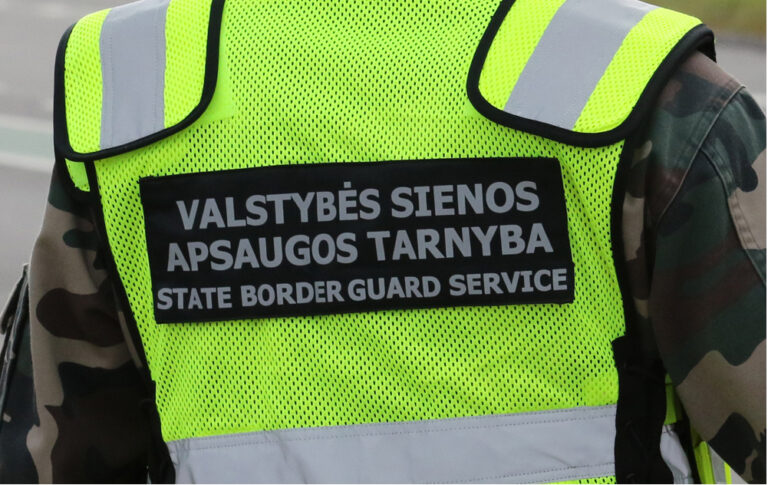 VALSTYBĖS SIENOS
APSAUGOS TARNYBA
STATE BORDER GUARD SERVICE